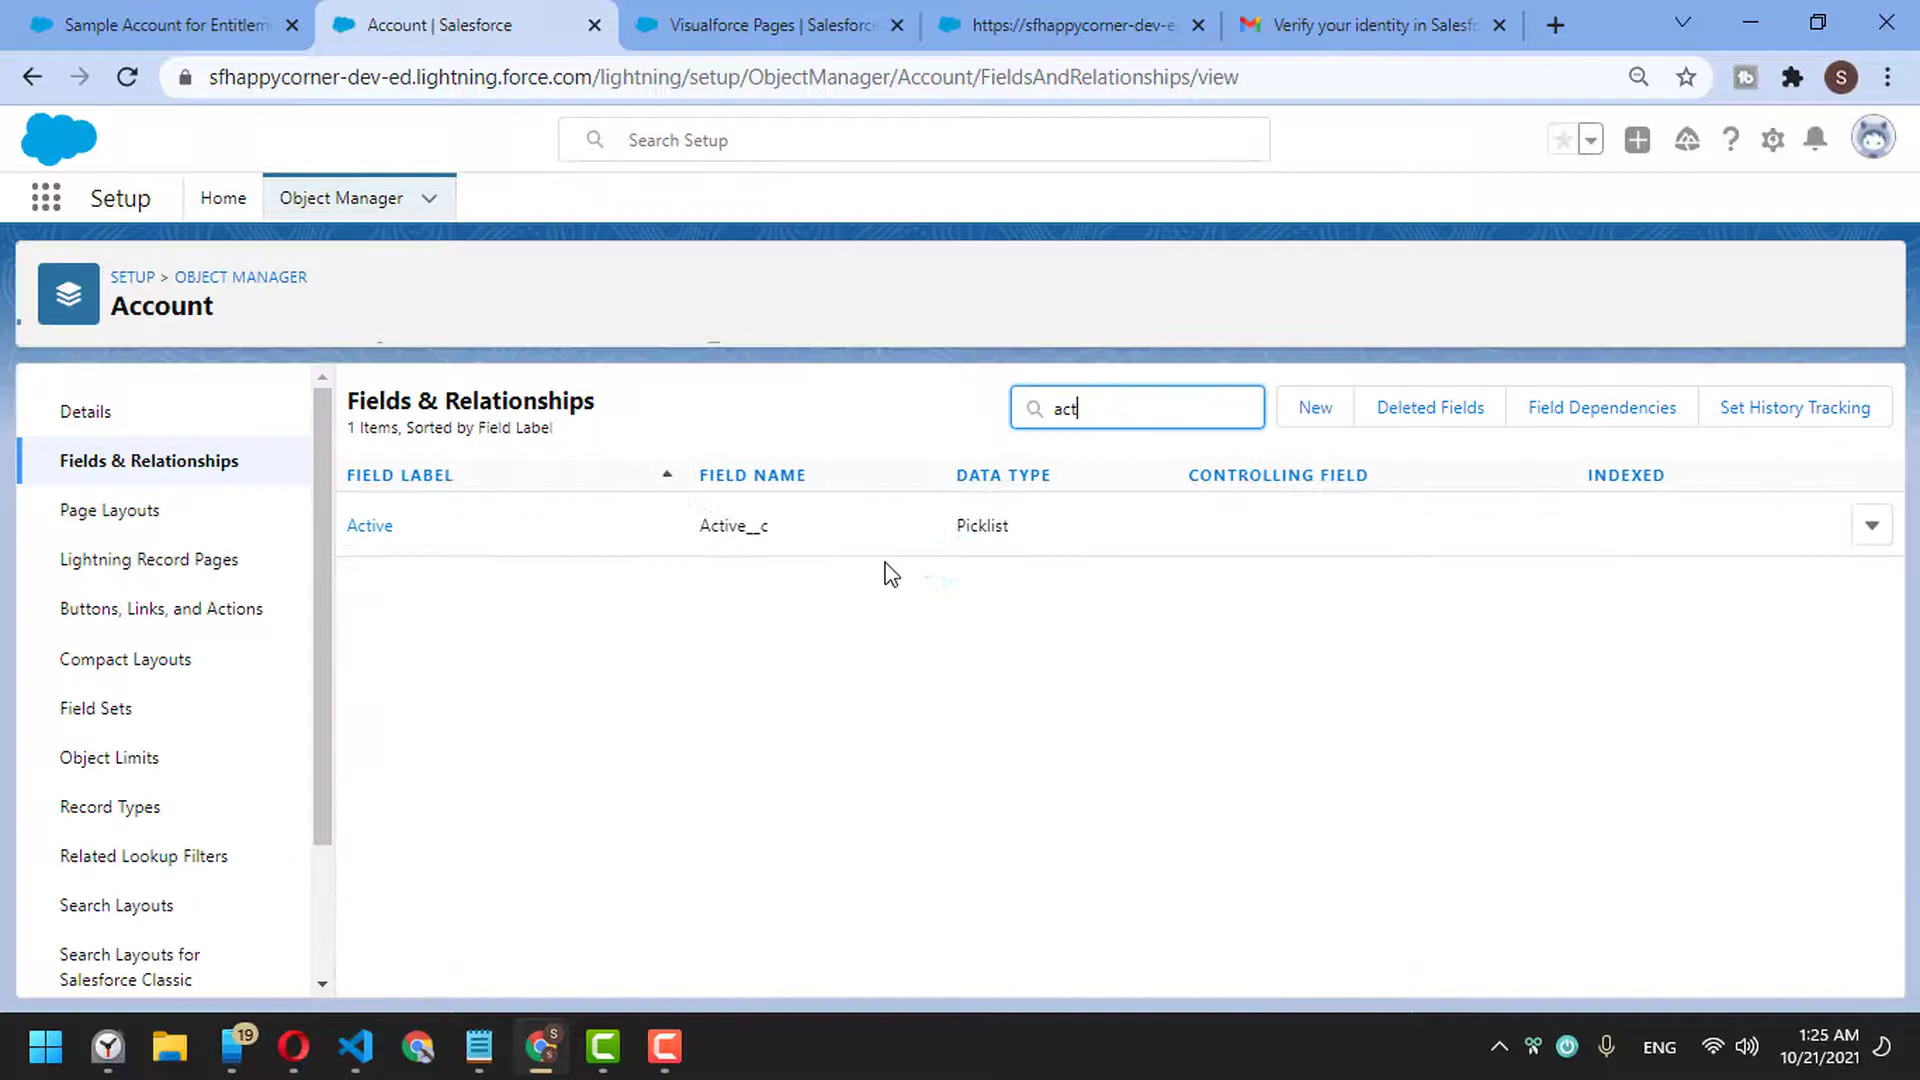 Sample Account for Entitlem
Account | Salesforce
Visualforce Pages | Salesforce
https://sfhappycorner-dev-e
Verify your identity in Salesf
sfhappycorner-dev-ed.lightning.force.com/lightning/setup/ObjectManager/Account/FieldsAndRelationships/view
S
Search Setup
Setup
Home
Object Manager
SETUP > OBJECT MANAGER
Account
Details
Fields & Relationships
Page Layouts
Lightning Record Pages
Buttons, Links, and Actions
Compact Layouts
Field Sets
Object Limits
Record Types
Related Lookup Filters
Search Layouts
Search Layouts for
Salesforce Classic
Fields & Relationships
1 Items, Sorted by Field Label
act
New
Deleted Fields
Field Dependencies
Set History Tracking
FIELD LABEL
FIELD NAME
DATA TYPE
CONTROLLING FIELD
INDEXED
Active
Active__c
Picklist
19
ENG
1:25 AM
10/21/2021